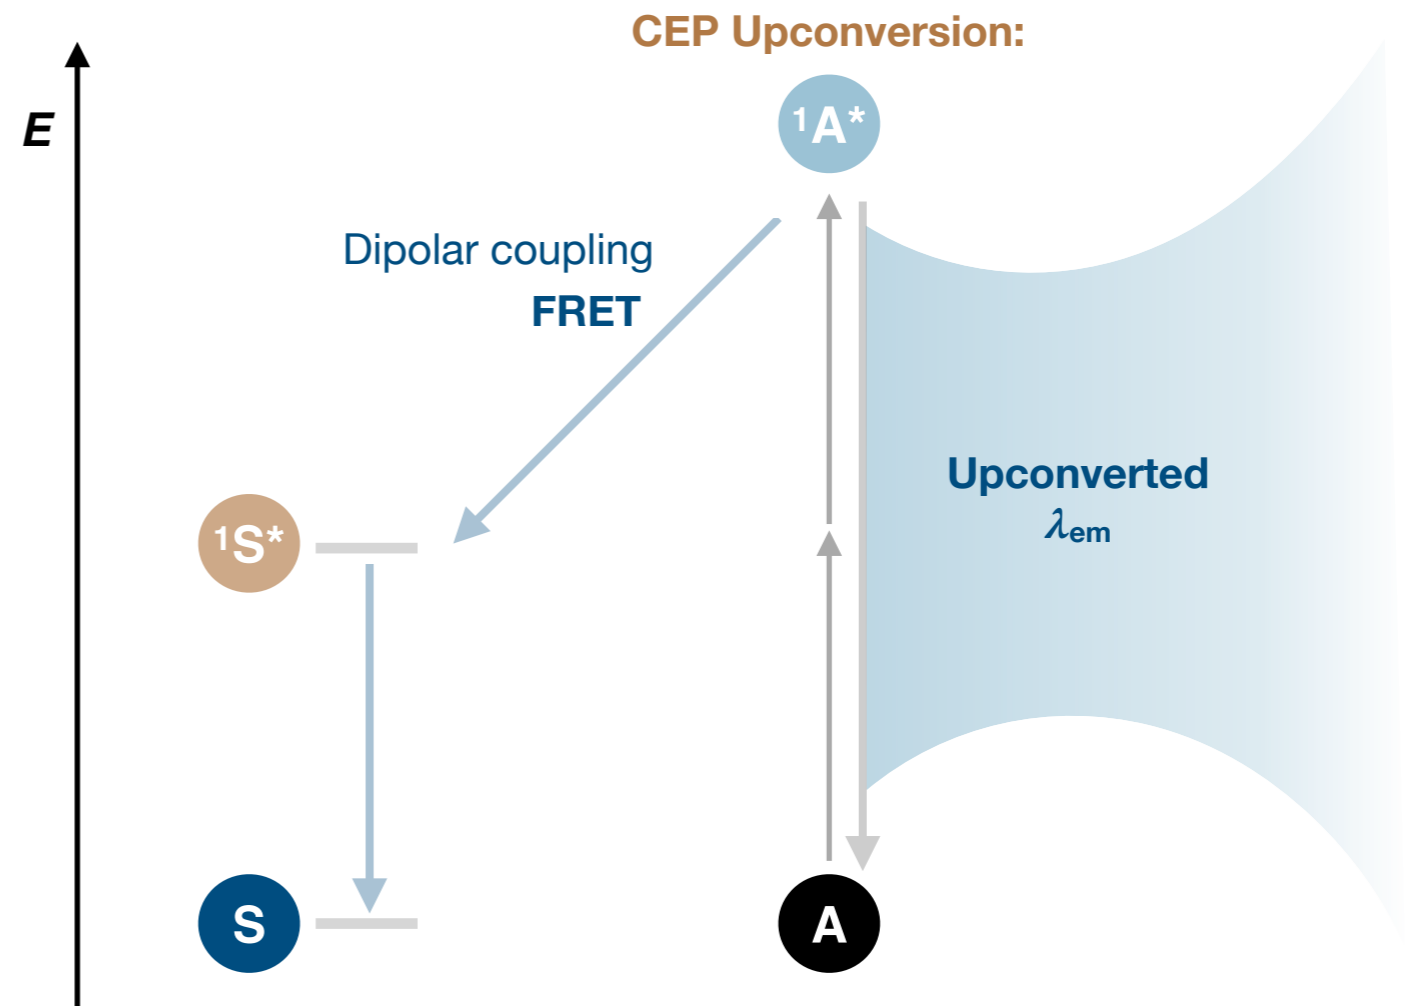 CEP Upconversion:
E
¹A*
Dipolar coupling
FRET
Upconverted
λem
¹S*
S
A